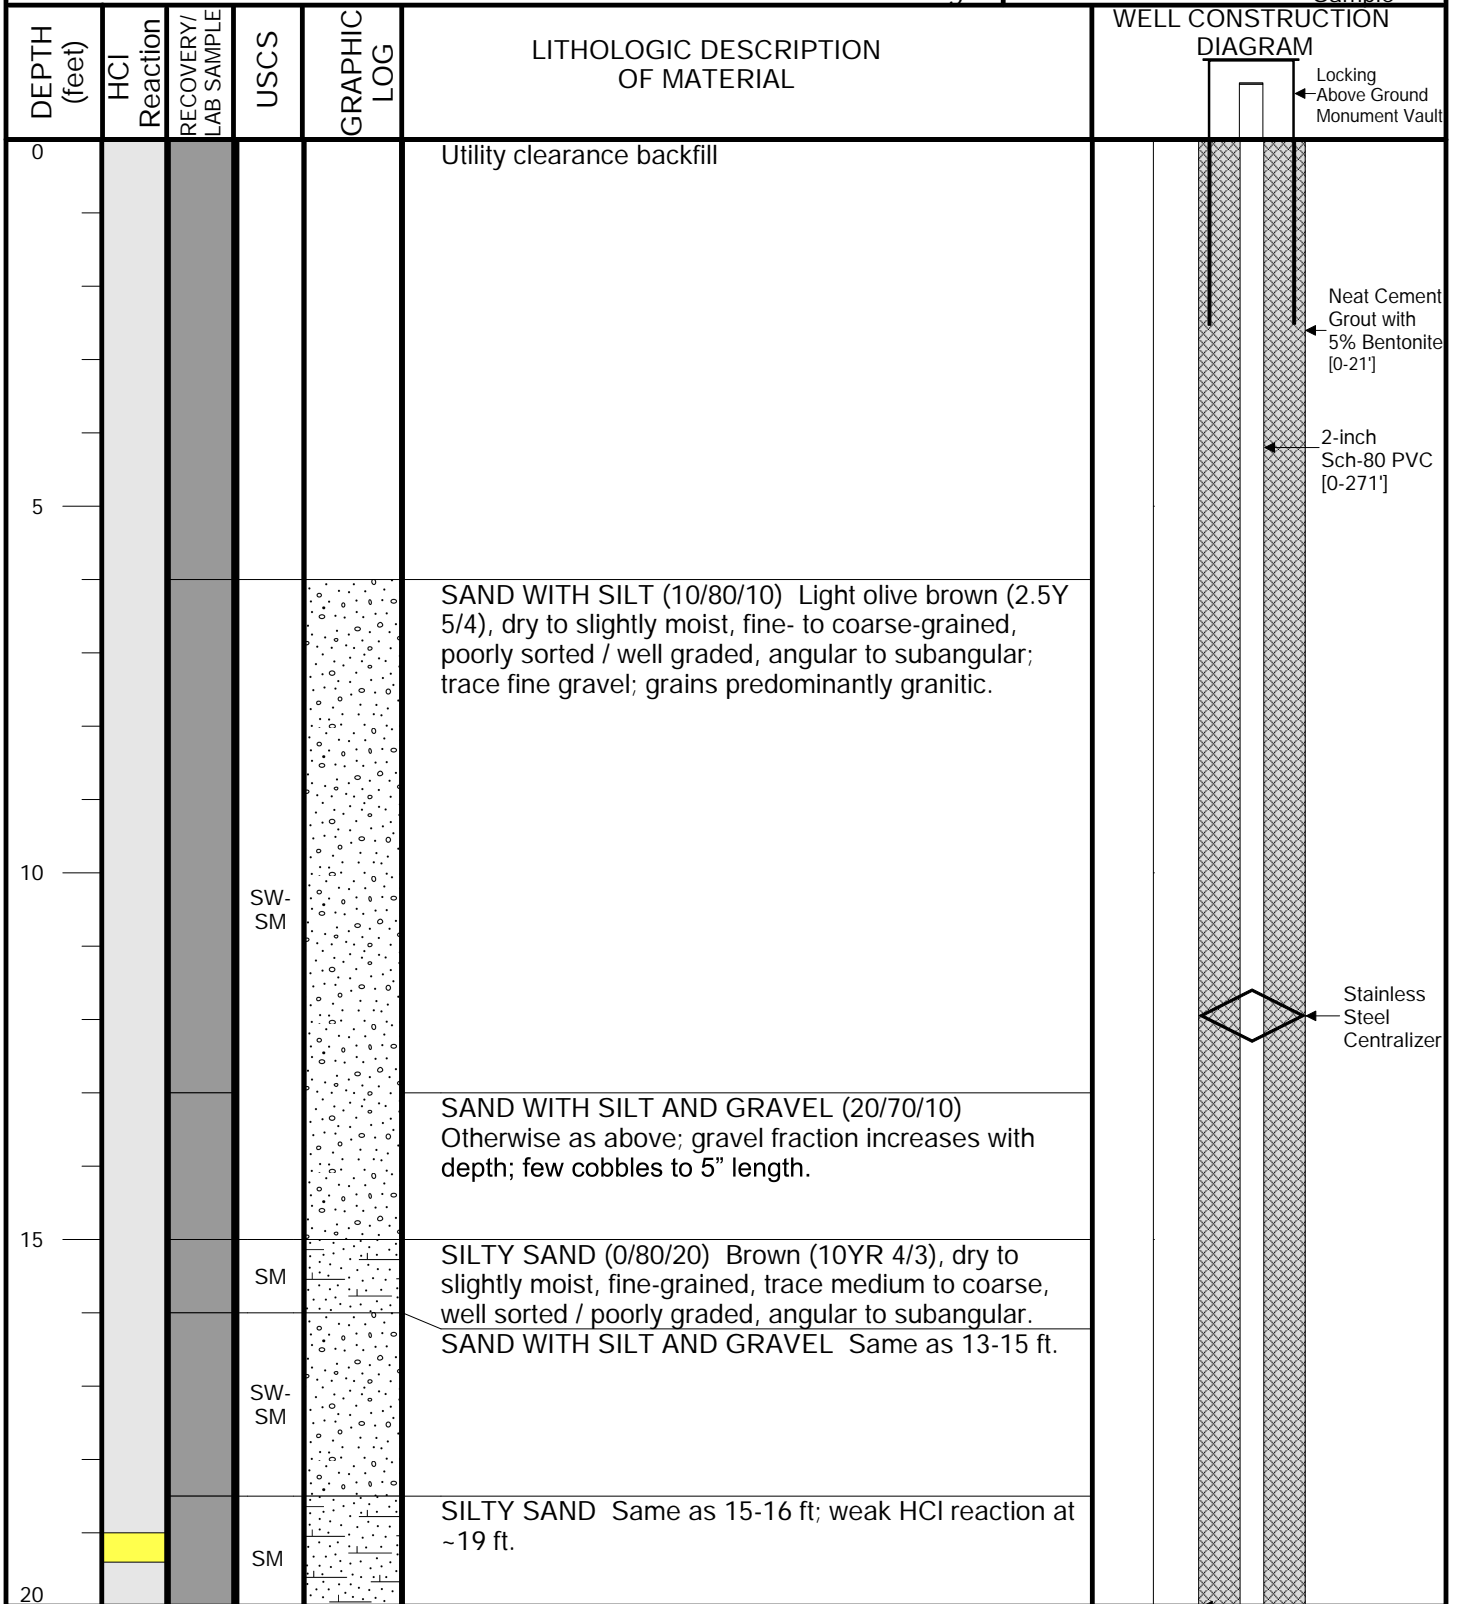 Sample
DEPTH
(feet)
HCl
Reaction
RECOVERY/
LAB SAMPLE
USCS
GRAPHIC
LOG
LITHOLOGIC DESCRIPTION
OF MATERIAL
WELL CONSTRUCTION
DIAGRAM
Locking
Above Ground
Monument Vault
0
Utility clearance backfill
Neat Cement
Grout with
5% Bentonite
[0-21']
2-inch
Sch-80 PVC
[0-271']
5
SAND WITH SILT (10/80/10) Light olive brown (2.5Y
5/4), dry to slightly moist, fine- to coarse-grained,
poorly sorted / well graded, angular to subangular;
trace fine gravel; grains predominantly granitic.
10
SW-
SM
Stainless
Steel
Centralizer
SAND WITH SILT AND GRAVEL (20/70/10)
Otherwise as above; gravel fraction increases with
depth; few cobbles to 5” length.
15
SM
SILTY SAND (0/80/20) Brown (10YR 4/3), dry to
slightly moist, fine-grained, trace medium to coarse,
well sorted / poorly graded, angular to subangular.
SAND WITH SILT AND GRAVEL Same as 13-15 ft.
SW-
SM
SILTY SAND Same as 15-16 ft; weak HCl reaction at
~19 ft.
SM
20